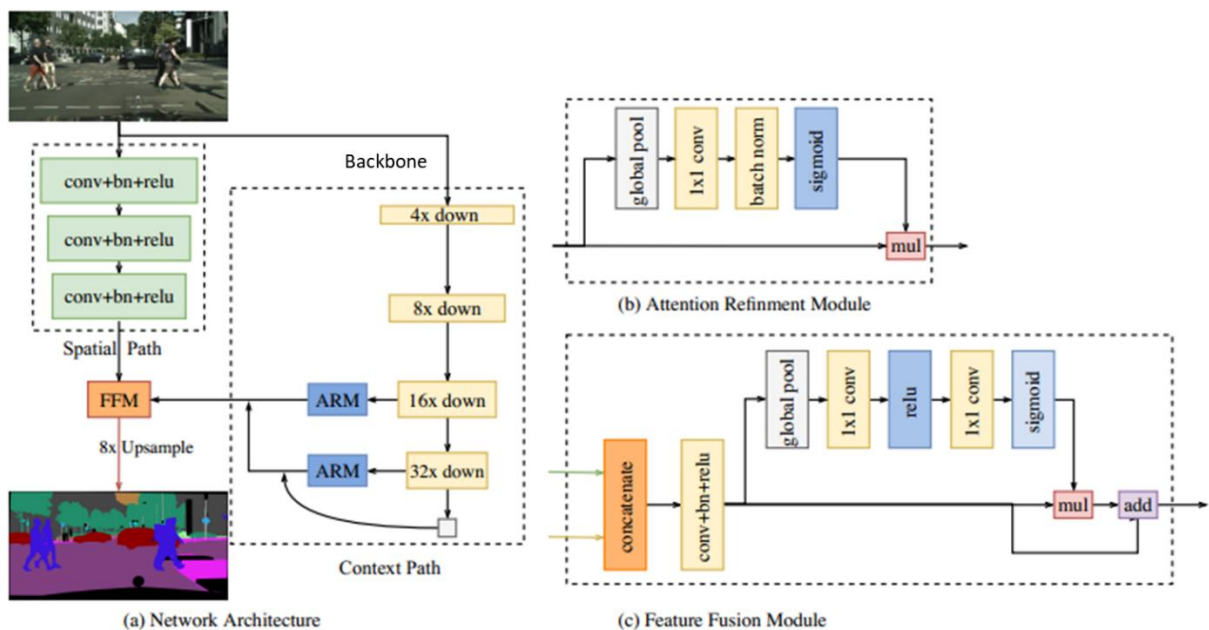 Backbone
conv+bn+relu
conv+bn+relu
conv+bn+relu
Spatial Path
4x down
8x down
FFM
ARM
16x down
8x Upsample
ARM
32x down
Context Path
(a) Network Architecture
global pool
1x1 conv
batch norm
sigmoid
mul
(b) Attention Refinment Module
global pool
1x1 conv
relu
1x1 conv
sigmoid
concatenate
conv+bn+relu
mul
add
(c) Feature Fusion Module